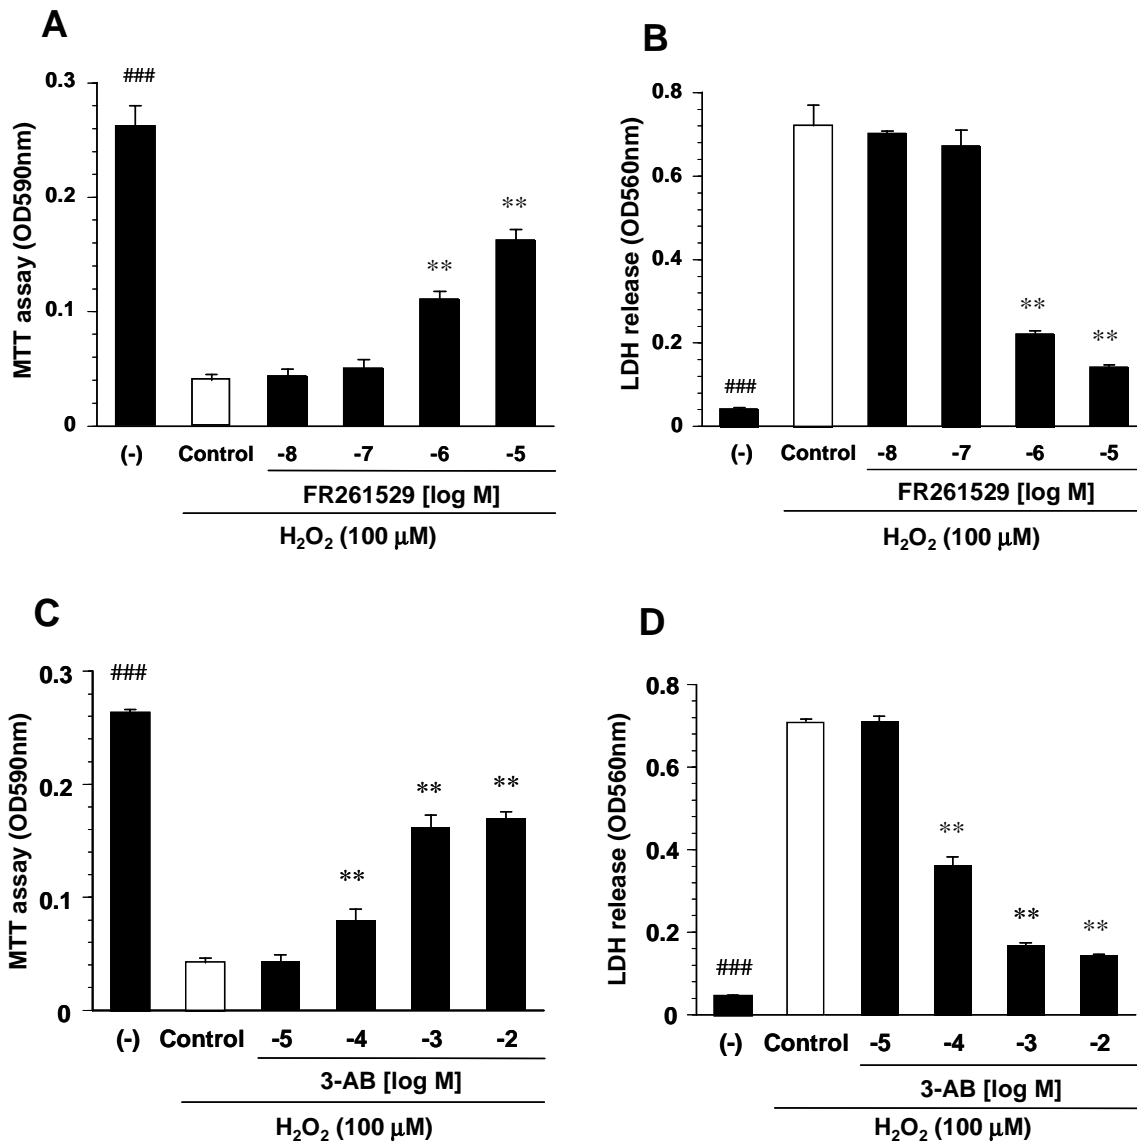 A
MTT assay (OD590nm)
0.3
0.2
0.1
0
###
** **
(-) Control -8 -7 -6 -5
FR261529 [log M]
H₂O₂ (100 μM)
B
LDH release (OD560nm)
0.8
0.6
0.4
0.2
0
###
** **
(-) Control -8 -7 -6 -5
FR261529 [log M]
H₂O₂ (100 μM)
C
MTT assay (OD590nm)
0.3
0.2
0.1
0
###
** ** **
(-) Control -5 -4 -3 -2
3-AB [log M]
H₂O₂ (100 μM)
D
LDH release (OD560nm)
0.8
0.6
0.4
0.2
0
###
** ** **
(-) Control -5 -4 -3 -2
3-AB [log M]
H₂O₂ (100 μM)